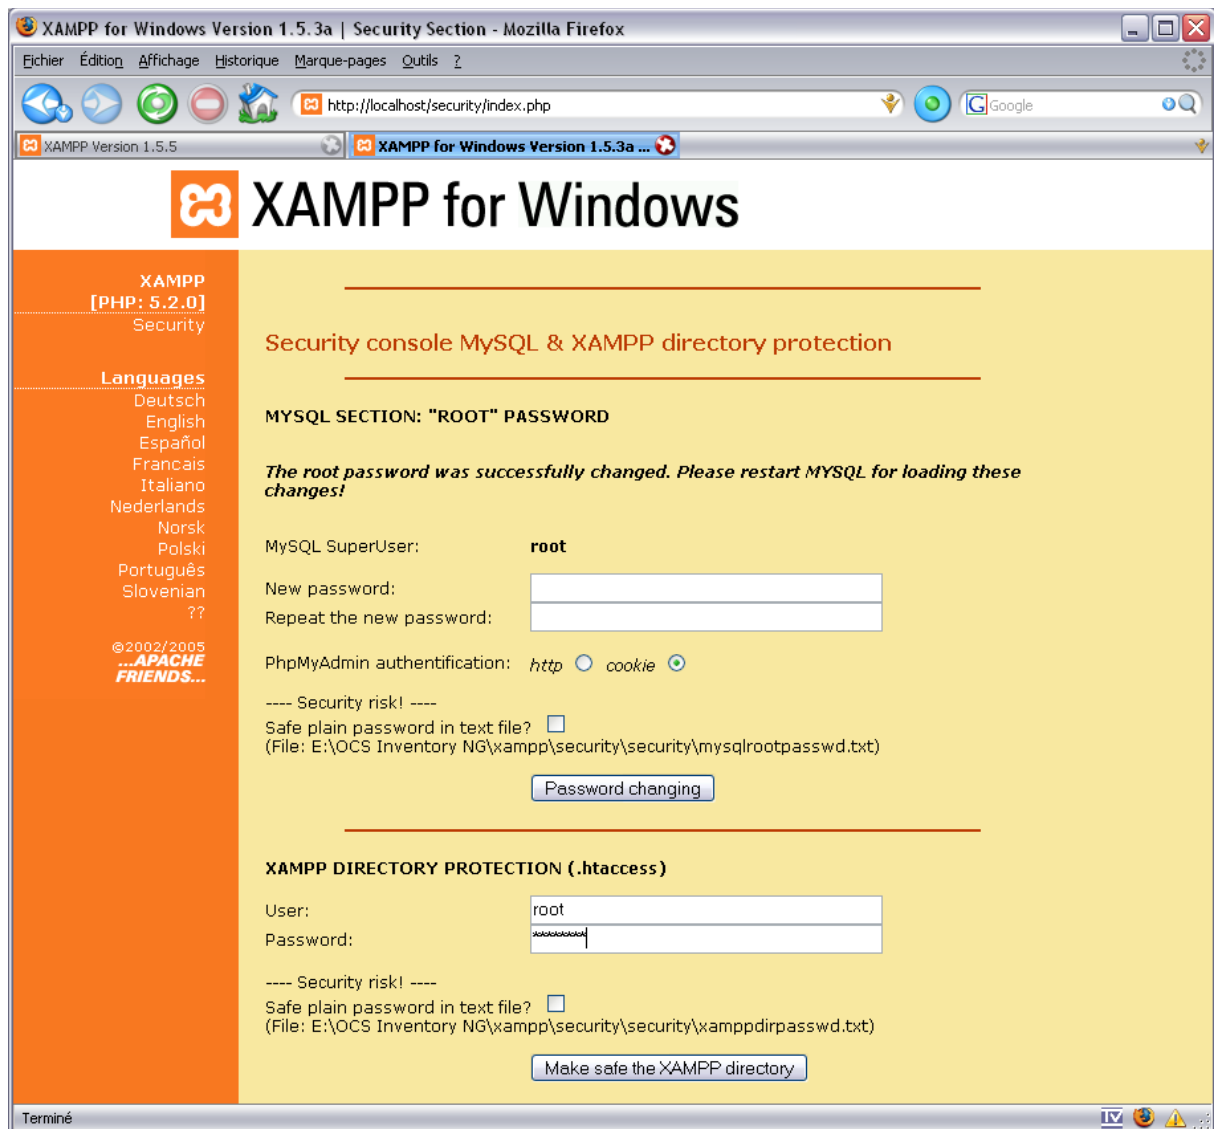 XAMPP for Windows Version 1.5.3a | Security Section - Mozilla Firefox
Fichier Édition Affichage Historique Marque-pages Outils ?
http://localhost/security/index.php
Google
XAMPP Version 1.5.5
XAMPP for Windows Version 1.5.3a ...
XAMPP for Windows
XAMPP
[PHP: 5.2.0]
Security
Languages
Deutsch
English
Español
Francais
Italiano
Nederlands
Norsk
Polski
Português
Slovenian
??
©2002/2005
...APACHE
FRIENDS...
Security console MySQL & XAMPP directory protection
MYSQL SECTION: "ROOT" PASSWORD
The root password was successfully changed. Please restart MYSQL for loading these
changes!
MySQL SuperUser: root
New password:
Repeat the new password:
PhpMyAdmin authentification: http cookie
---- Security risk! ----
Safe plain password in text file?
(File: E:\OCS Inventory NG\xampp\security\security\mysqlrootpasswd.txt)
Password changing
XAMPP DIRECTORY PROTECTION (.htaccess)
User: root
Password: *********
---- Security risk! ----
Safe plain password in text file?
(File: E:\OCS Inventory NG\xampp\security\security\xamppdirpasswd.txt)
Make safe the XAMPP directory
Terminé